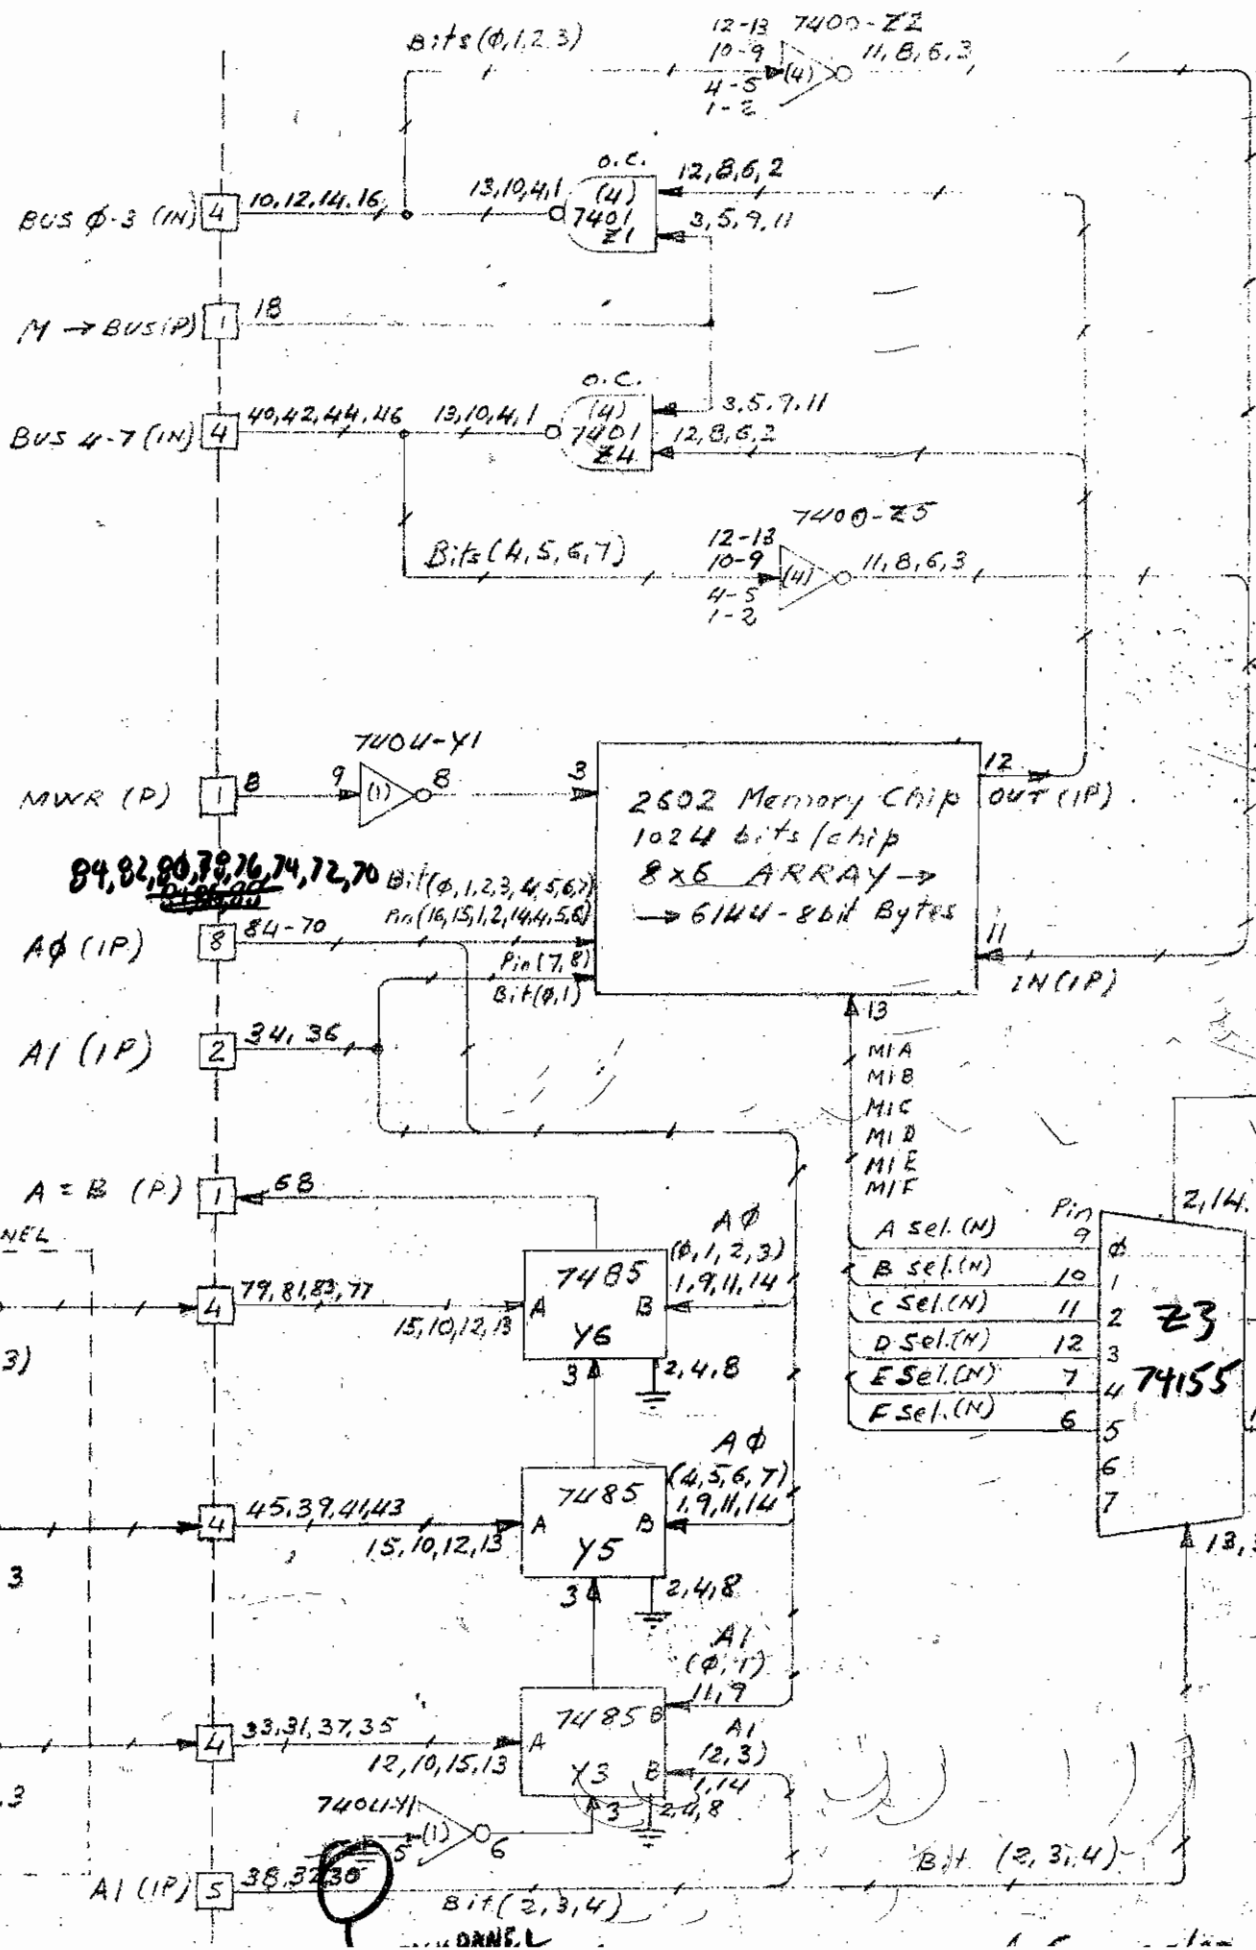 Bits(φ,1,2,3)
12-13 7400-Z2
10-9
(4)
11,8,6,3
4-5
1-2
O.C.
12,8,6,2
BUS φ-3 (IN)
4
10,12,14,16
13,10,4,1
(4)
7401
Z1
3,5,9,11
M → BUS(P)
1
18
O.C.
BUS 4-7 (IN)
4
40,42,44,46
13,10,4,1
(4)
7401
Z4
3,5,9,11
12,8,6,2
7400-Z5
Bits(4,5,6,7)
12-13
10-9
(4)
11,8,6,3
4-5
1-2
7404-Y1
MWR (P)
1
8
9
(1)
8
3
2602 Memory Chip
1024 bits/chip
8x6 ARRAY →
→ 6144-8bit Bytes
12
OUT (1P)
84,82,80,78,76,74,72,70
Bit(φ,1,2,3,4,5,6,7)
Pin(16,15,1,2,14,4,5,6)
Aφ (1P)
8
84-70
Pin(7,8)
Bit(φ,1)
11
IN(1P)
A1 (1P)
2
34,36
13
M1A
M1B
M1C
M1D
M1E
M1F
A = B (P)
1
68
NEL
Aφ
(φ,1,2,3)
1,9,11,14
7485
A
B
Y6
4
79,81,83,77
15,10,12,13
3
2,4,8
3)
Pin
2,14.
A Sel.(N)
9
φ
B Sel.(N)
10
1
C Sel.(N)
11
2
D Sel.(N)
12
3
E Sel.(N)
7
4
F Sel.(N)
6
5
6
7
Z3
74155
13,3
Aφ
(4,5,6,7)
1,9,11,14
7485
A
B
Y5
4
45,39,41,43
15,10,12,13
3
2,4,8
3
A1
(φ,1)
11,9
7485
B
A
Y3
B
A1
(2,3)
1,14
4
33,31,37,35
12,10,15,13
3
2,4,8
.3
7404-Y1
5
(1)
6
A1 (1P)
5
38,32,30
Bit(2,3,4)
Bit (2,3,4)